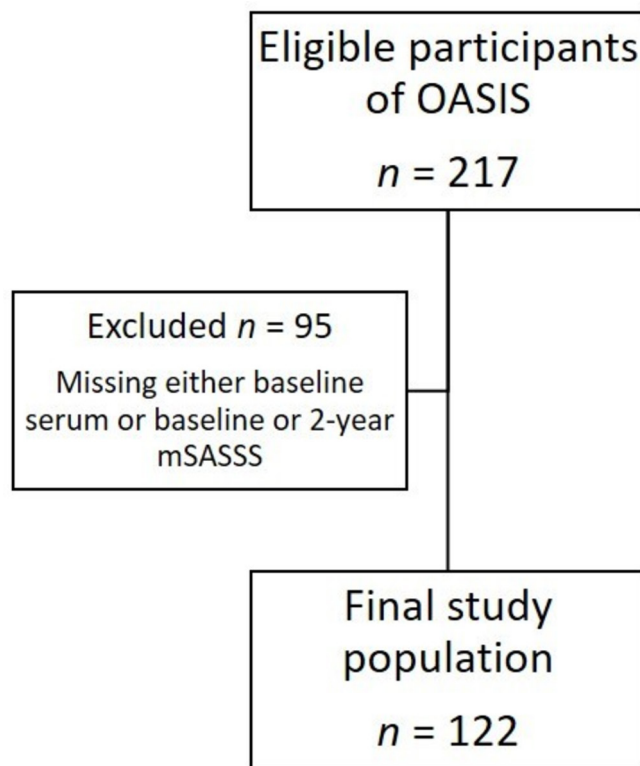 Eligible participants
of OASIS
n = 217
Excluded n = 95
Missing either baseline
serum or baseline or 2-year
mSASSS
Final study
population
n = 122